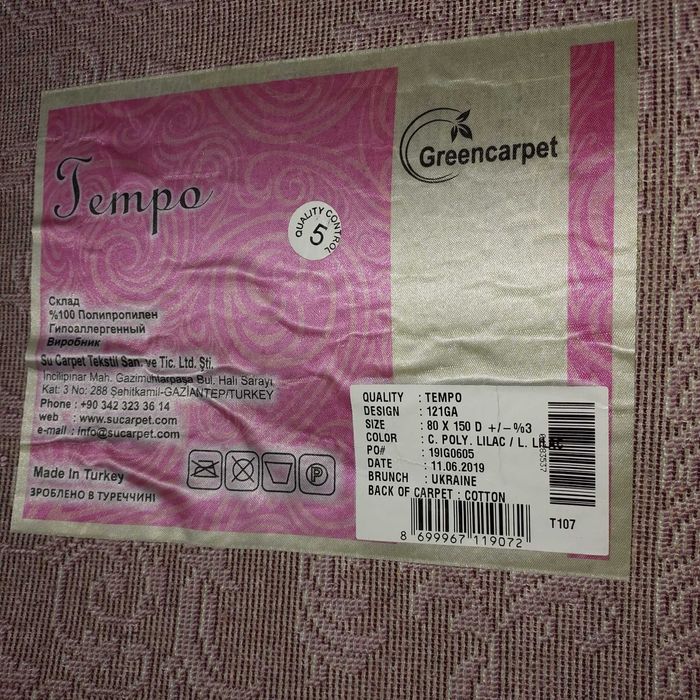 Greencarpet
Tempo
QUALITY CONTROL
5
Склад
%100 Полипропилен
Гипоаллергенный
Виробник
Su Carpet Tekstil San. ve Tic. Ltd. Şti.
İncilipınar Mah. Gazimuhtarpaşa Bul. Halı Sarayı
Kat: 3 No: 288 Şehitkamil-GAZİANTEP/TURKEY
Phone : +90 342 323 36 14
web : www.sucarpet.com
e-mail : info@sucarpet.com
Made In Turkey
ЗРОБЛЕНО В ТУРЕЧЧИНІ
P
QUALITY : TEMPO
DESIGN : 121GA
SIZE : 80 X 150 D +/-%3
COLOR : C. POLY. LILAC / L. LILAC
PO# : 19IG0605
DATE : 11.06.2019
BRUNCH : UKRAINE
BACK OF CARPET : COTTON
8 699967 119072
T107